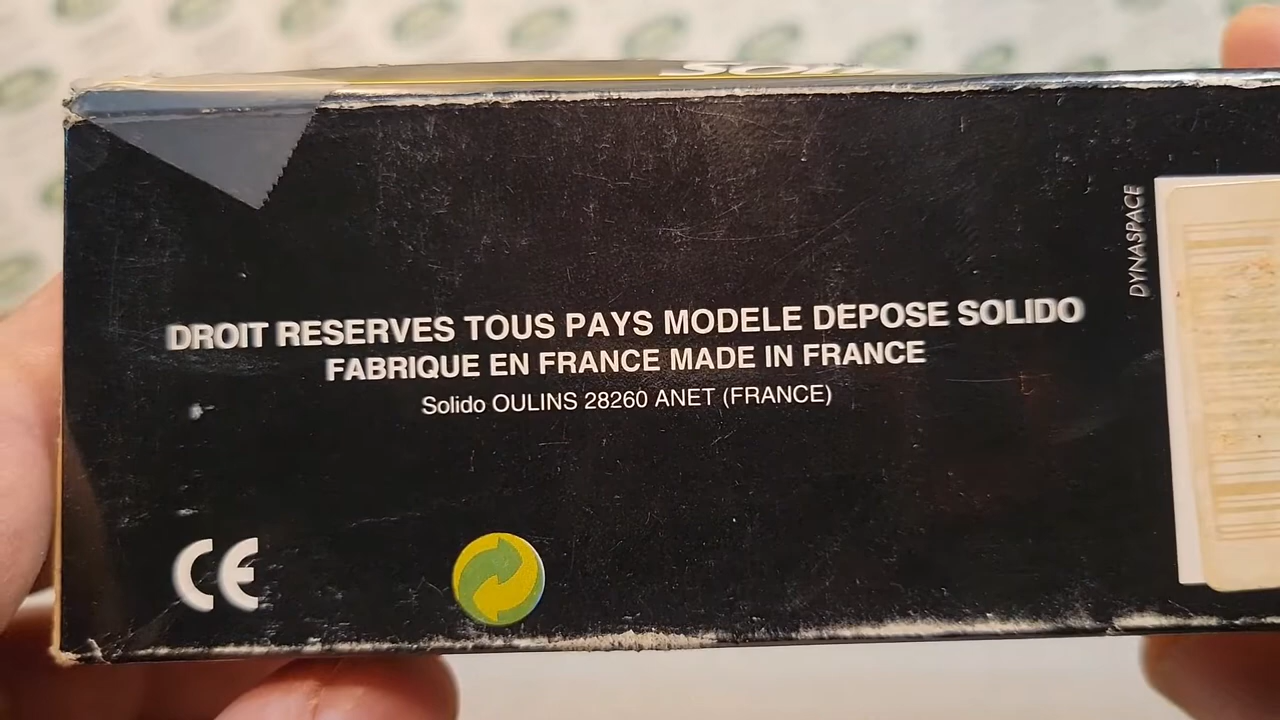 DROIT RESERVES TOUS PAYS MODELE DEPOSE SOLIDO
FABRIQUE EN FRANCE MADE IN FRANCE
Solido OULINS 28260 ANET (FRANCE)
DYNASPACE
CE